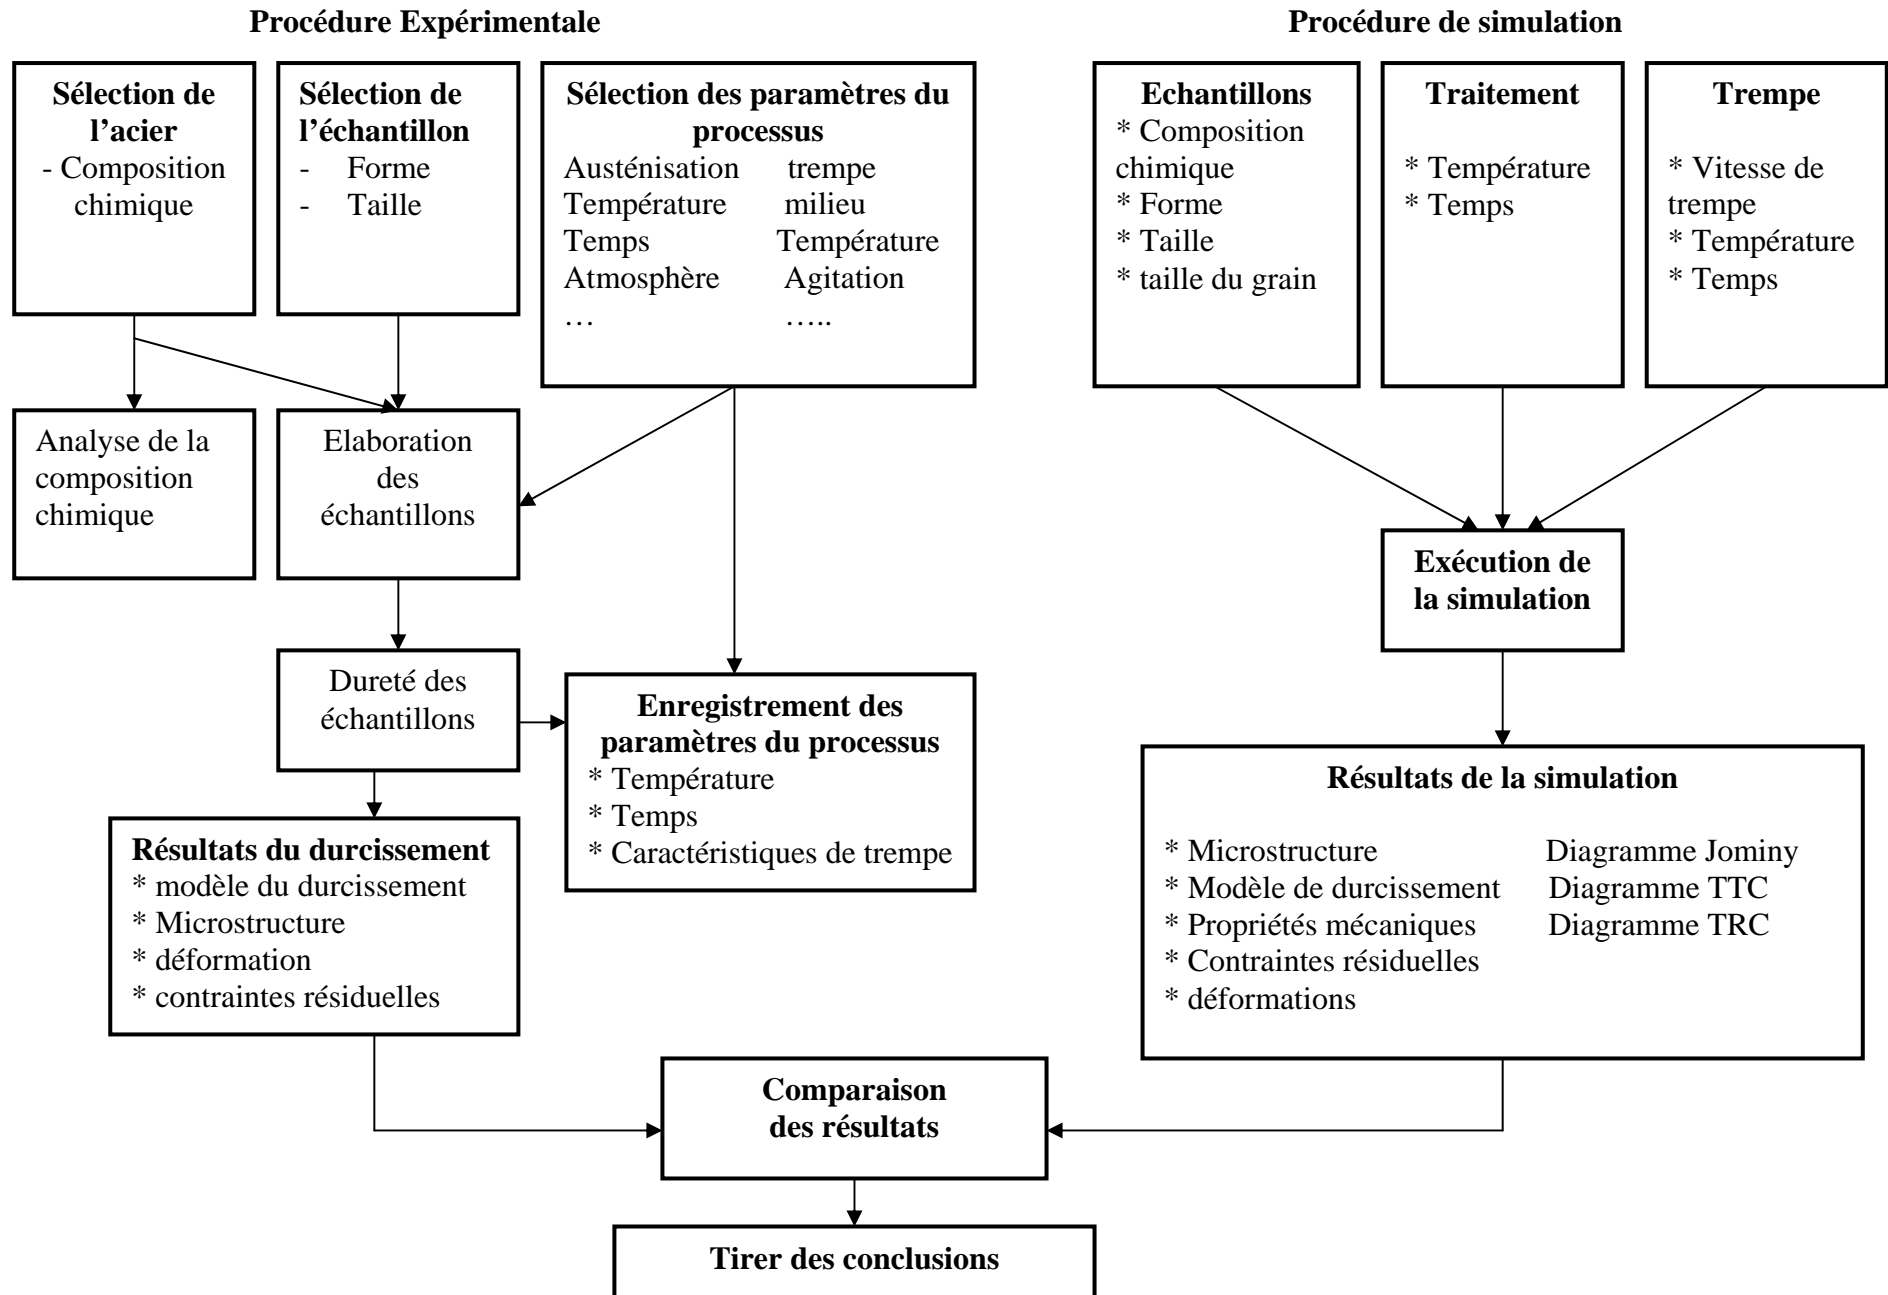 Procédure Expérimentale
Procédure de simulation
Sélection de
l’acier
- Composition
chimique
Sélection de
l’échantillon
- Forme
- Taille
Sélection des paramètres du
processus
Austénisation trempe
Température milieu
Temps Température
Atmosphère Agitation
… …..
Echantillons
* Composition
chimique
* Forme
* Taille
* taille du grain
Traitement
* Température
* Temps
Trempe
* Vitesse de
trempe
* Température
* Temps
Analyse de la
composition
chimique
Elaboration
des
échantillons
Exécution de
la simulation
Dureté des
échantillons
Enregistrement des
paramètres du processus
* Température
* Temps
* Caractéristiques de trempe
Résultats du durcissement
* modèle du durcissement
* Microstructure
* déformation
* contraintes résiduelles
Résultats de la simulation
* Microstructure Diagramme Jominy
* Modèle de durcissement Diagramme TTC
* Propriétés mécaniques Diagramme TRC
* Contraintes résiduelles
* déformations
Comparaison
des résultats
Tirer des conclusions